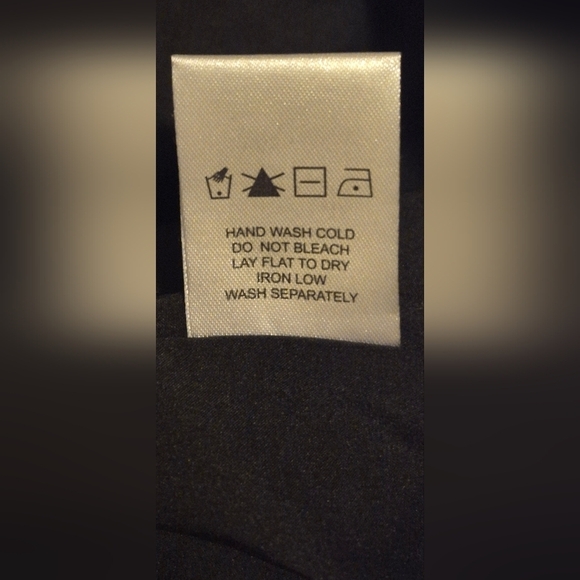 HAND WASH COLD
DO NOT BLEACH
LAY FLAT TO DRY
IRON LOW
WASH SEPARATELY